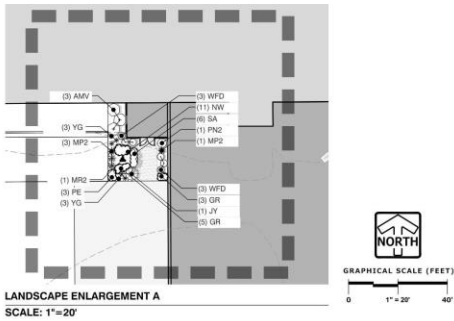 (3) AMV
(3) YG
(3) MP2
(1) MR2
(3) PE
(3) YG
(3) WFD
(11) NW
(6) SA
(1) PN2
(1) MP2
(3) WFD
(3) GR
(1) JY
(5) GR
NORTH
GRAPHICAL SCALE (FEET)
0 1" = 20' 40'
LANDSCAPE ENLARGEMENT A
SCALE: 1"=20'